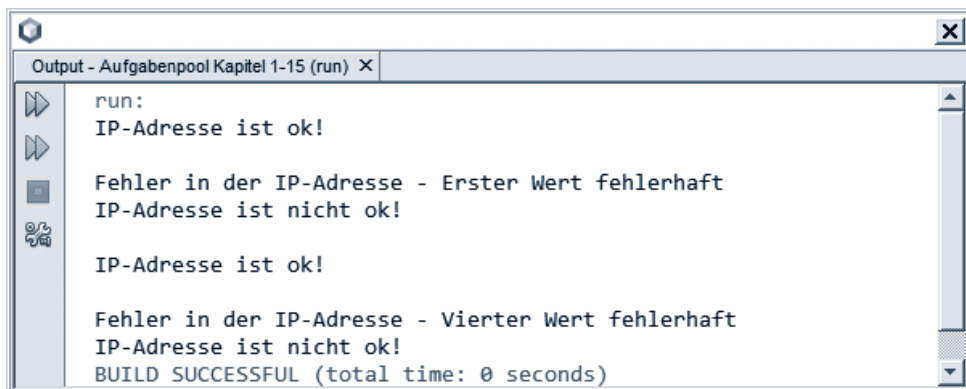 Output - Aufgabenpool Kapitel 1-15 (run) ×
run:
IP-Adresse ist ok!
Fehler in der IP-Adresse - Erster Wert fehlerhaft
IP-Adresse ist nicht ok!
IP-Adresse ist ok!
Fehler in der IP-Adresse - Vierter Wert fehlerhaft
IP-Adresse ist nicht ok!
BUILD SUCCESSFUL (total time: 0 seconds)